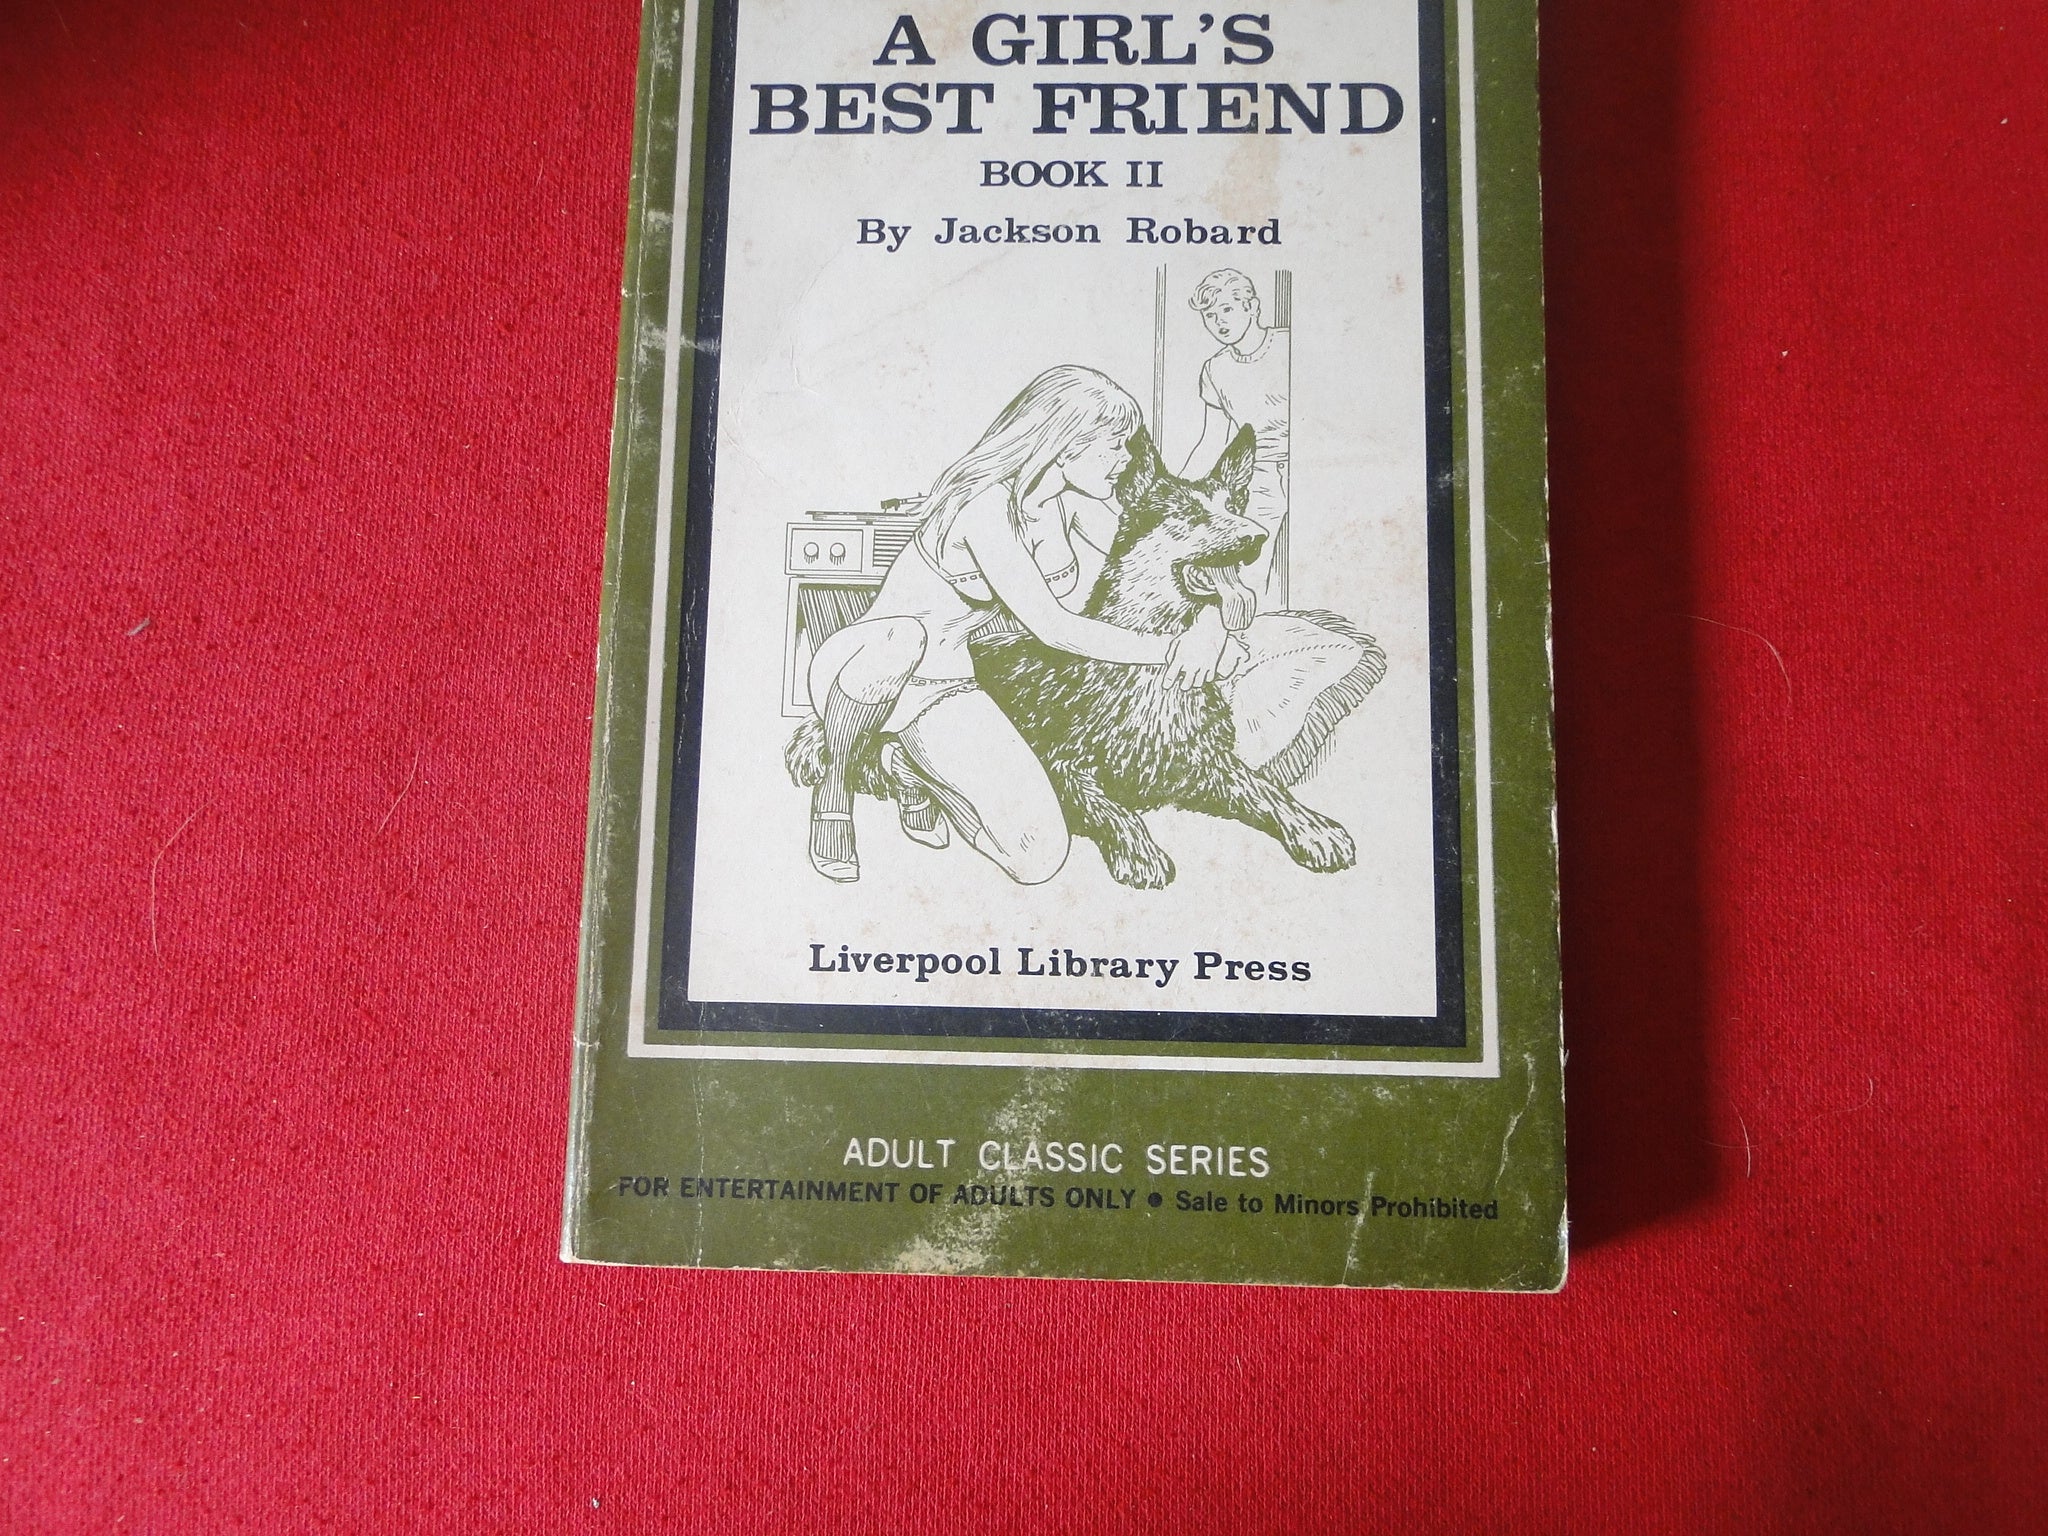 A GIRL'S
BEST FRIEND
BOOK II
By Jackson Robard
Liverpool Library Press
ADULT CLASSIC SERIES
FOR ENTERTAINMENT OF ADULTS ONLY • Sale to Minors Prohibited